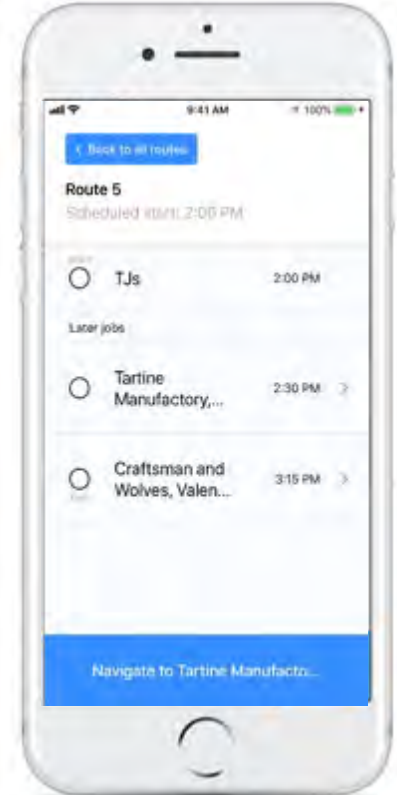 9:41 AM
100%
< Back to all routes
Route 5
Scheduled start: 2:00 PM
TJs
2:00 PM
Later jobs
Tartine
Manufactory,...
2:30 PM
Craftsman and
Wolves, Valen...
3:15 PM
Navigate to Tartine Manufacto...